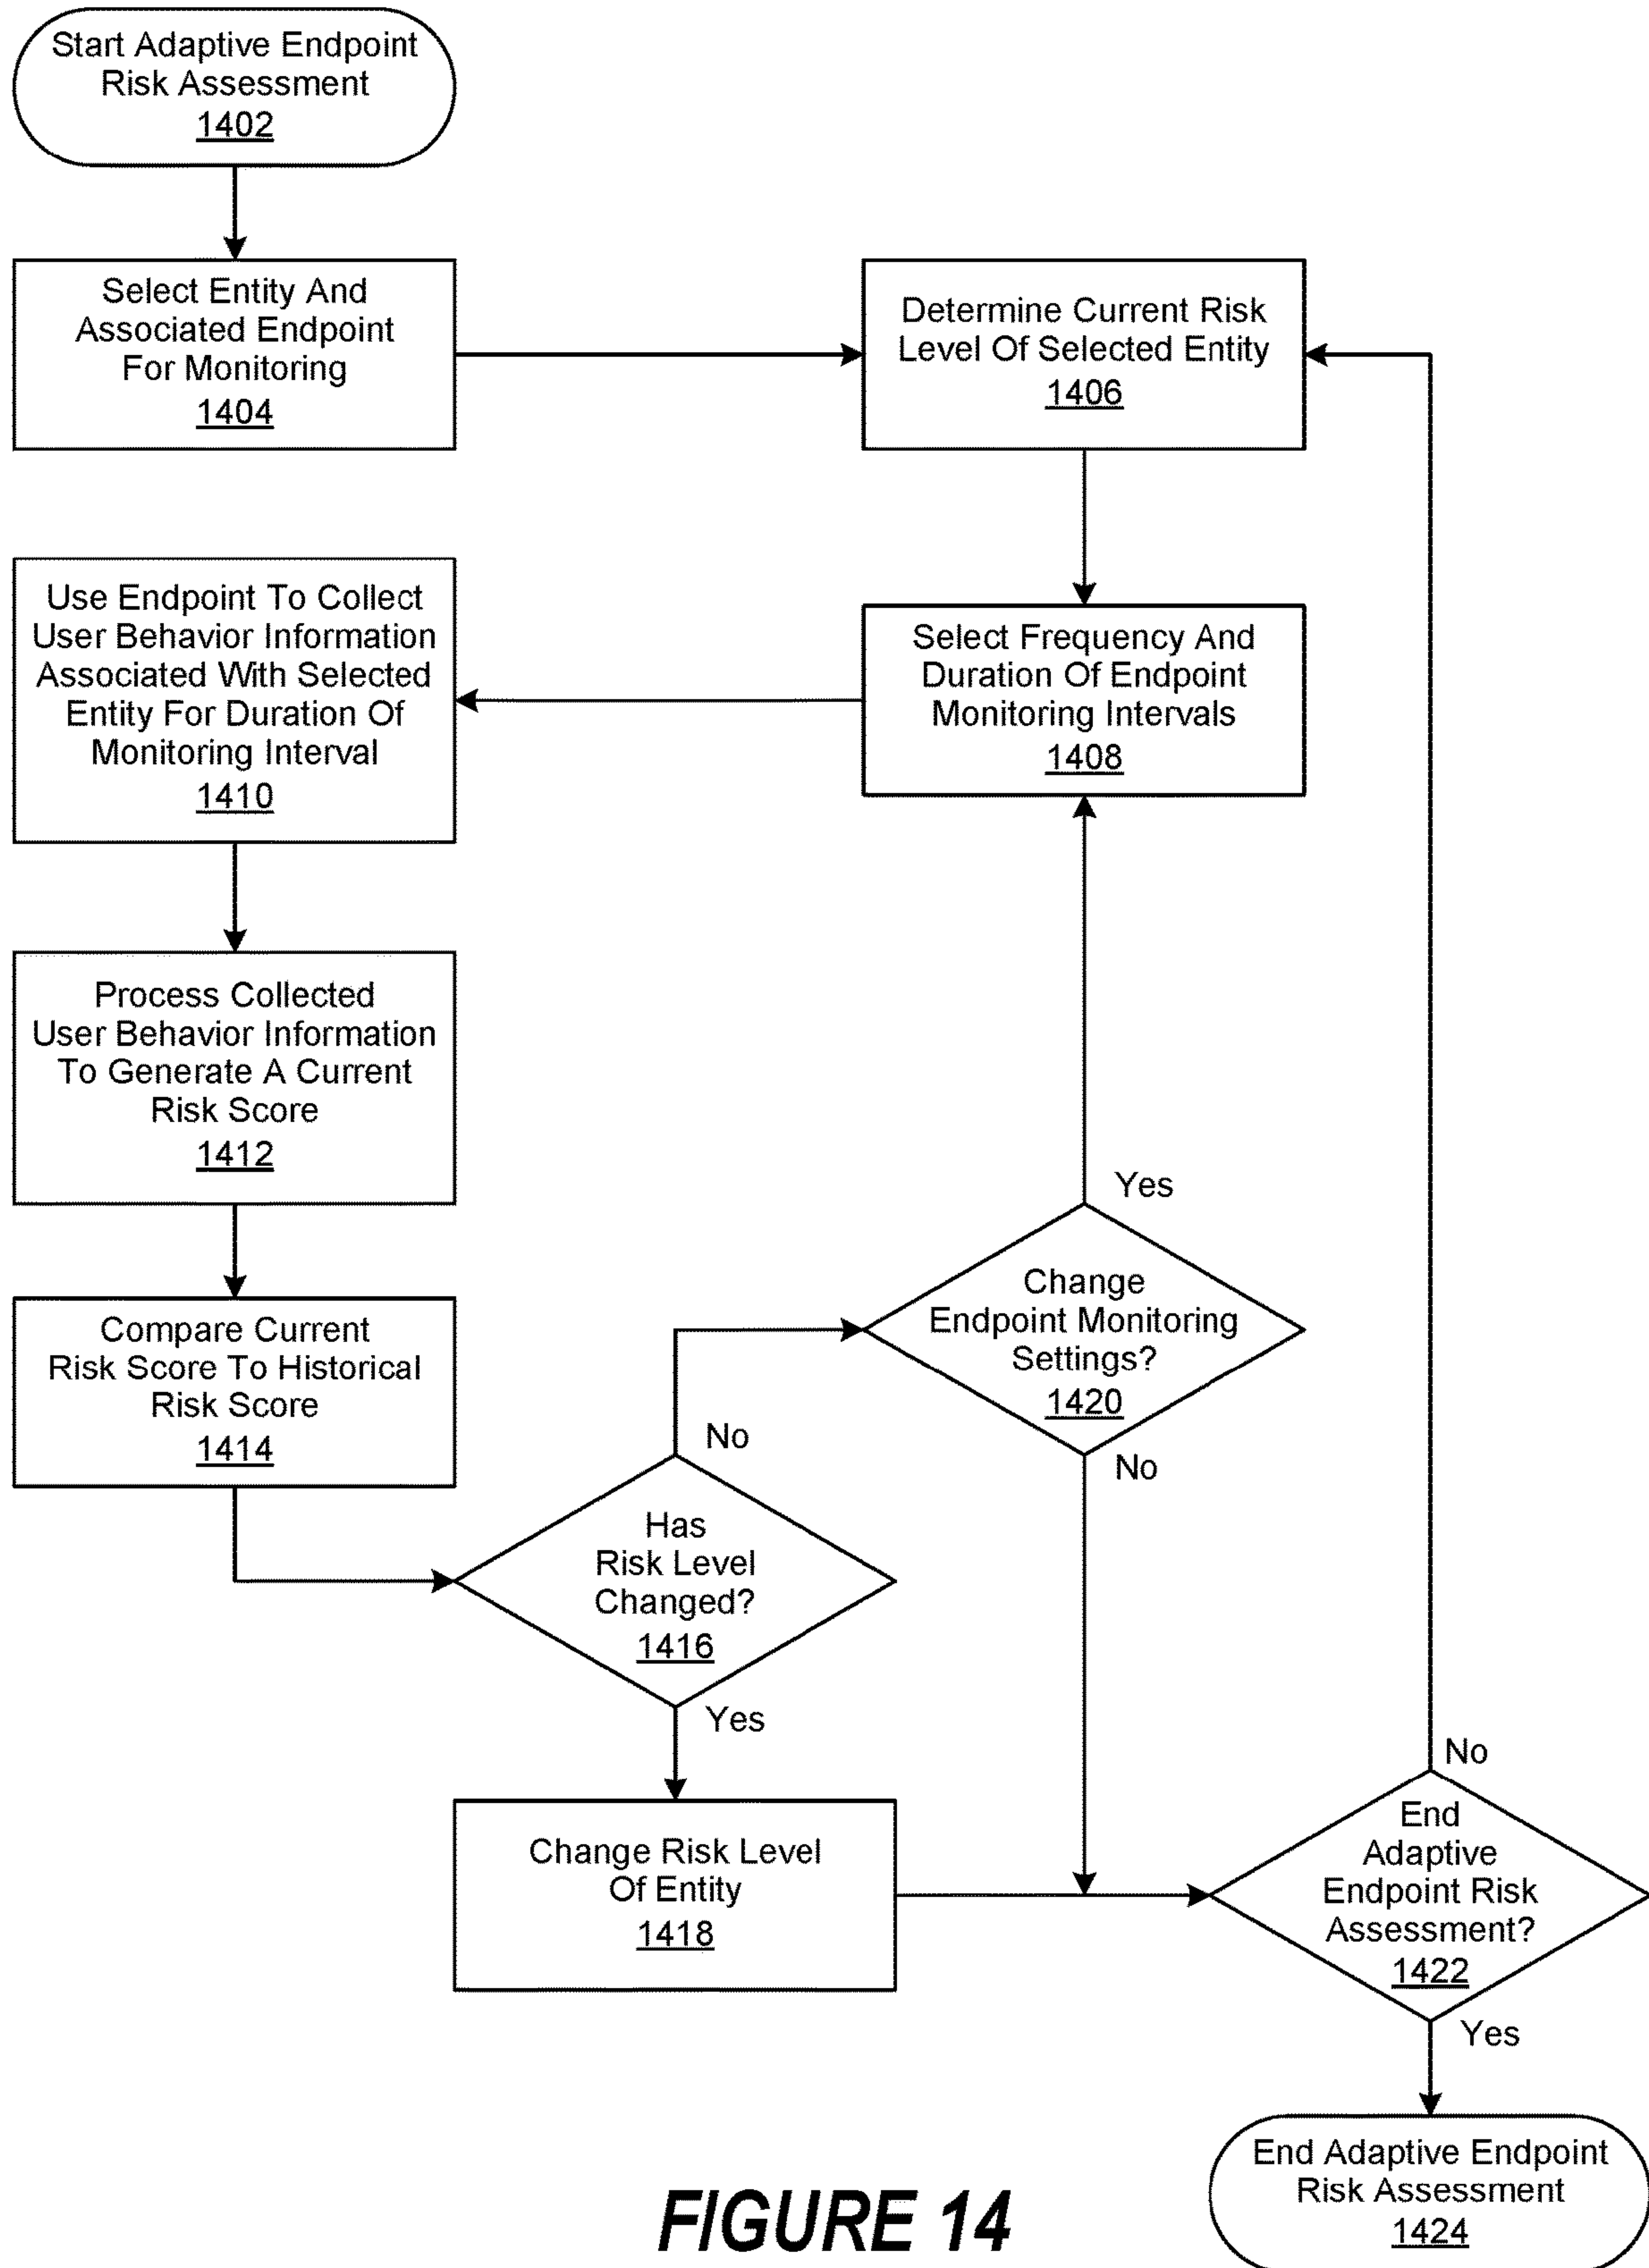 Start Adaptive Endpoint
Risk Assessment
1402
Select Entity And
Associated Endpoint
For Monitoring
1404
Determine Current Risk
Level Of Selected Entity
1406
Select Frequency And
Duration Of Endpoint
Monitoring Intervals
1408
Use Endpoint To Collect
User Behavior Information
Associated With Selected
Entity For Duration Of
Monitoring Interval
1410
Process Collected
User Behavior Information
To Generate A Current
Risk Score
1412
Compare Current
Risk Score To Historical
Risk Score
1414
Has
Risk Level
Changed?
1416
No
Yes
Change Risk Level
Of Entity
1418
Change
Endpoint Monitoring
Settings?
1420
Yes
No
End
Adaptive
Endpoint Risk
Assessment?
1422
No
Yes
End Adaptive Endpoint
Risk Assessment
1424
FIGURE 14